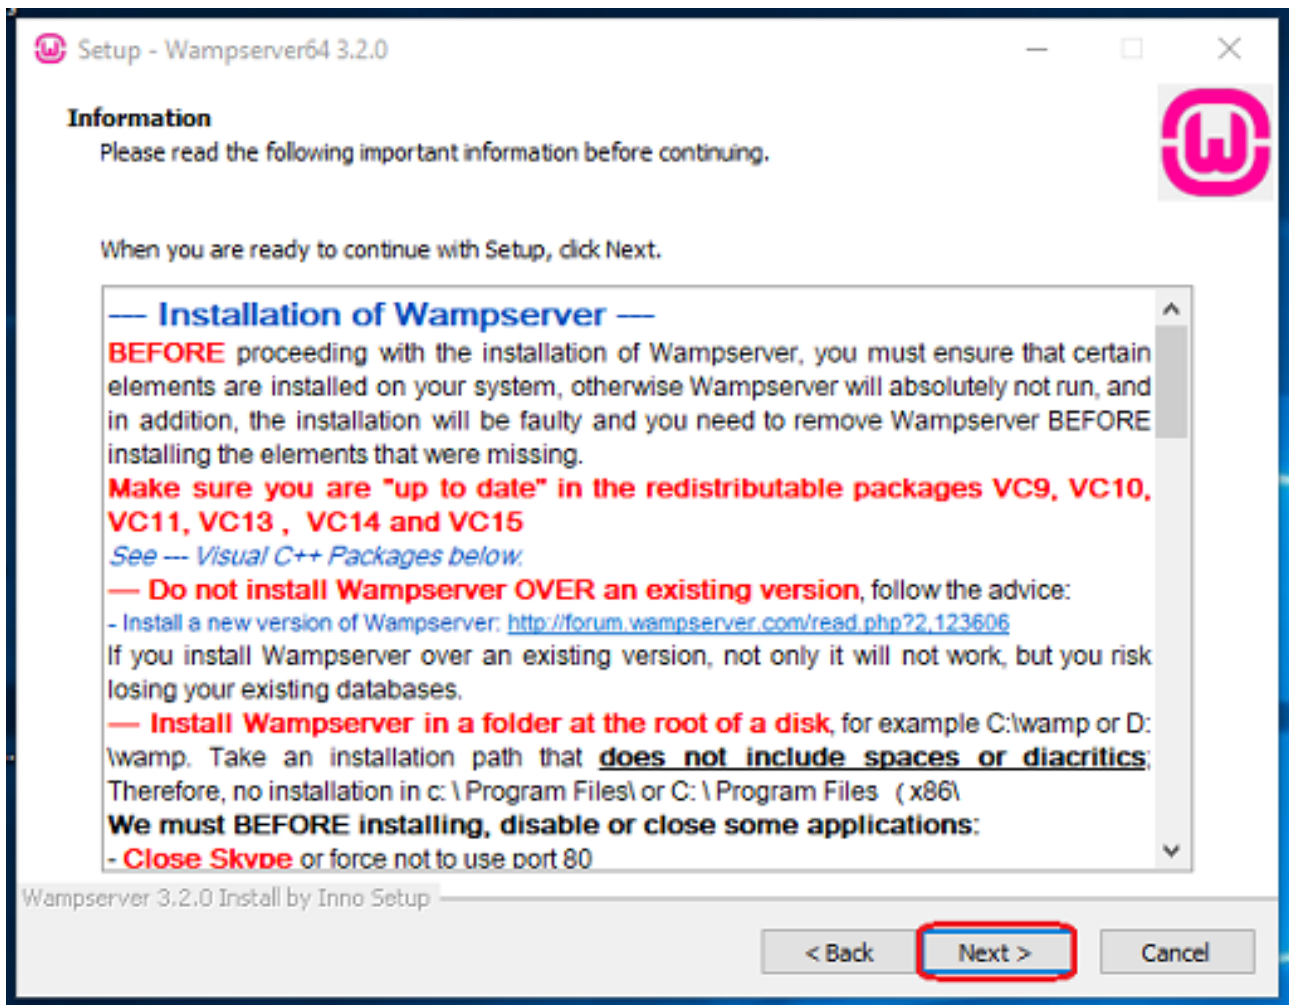 Setup - Wampserver64 3.2.0
Information
Please read the following important information before continuing.
When you are ready to continue with Setup, click Next.
--- Installation of Wampserver ---
BEFORE proceeding with the installation of Wampserver, you must ensure that certain
elements are installed on your system, otherwise Wampserver will absolutely not run, and
in addition, the installation will be faulty and you need to remove Wampserver BEFORE
installing the elements that were missing.
Make sure you are "up to date" in the redistributable packages VC9, VC10,
VC11, VC13 , VC14 and VC15
See --- Visual C++ Packages below.
— Do not install Wampserver OVER an existing version, follow the advice:
- Install a new version of Wampserver: http://forum.wampserver.com/read.php?2,123606
If you install Wampserver over an existing version, not only it will not work, but you risk
losing your existing databases.
— Install Wampserver in a folder at the root of a disk, for example C:\wamp or D:
\wamp. Take an installation path that does not include spaces or diacritics;
Therefore, no installation in c: \ Program Files\ or C: \ Program Files ( x86\
We must BEFORE installing, disable or close some applications:
- Close Skype or force not to use port 80
Wampserver 3.2.0 Install by Inno Setup
< Back Next > Cancel